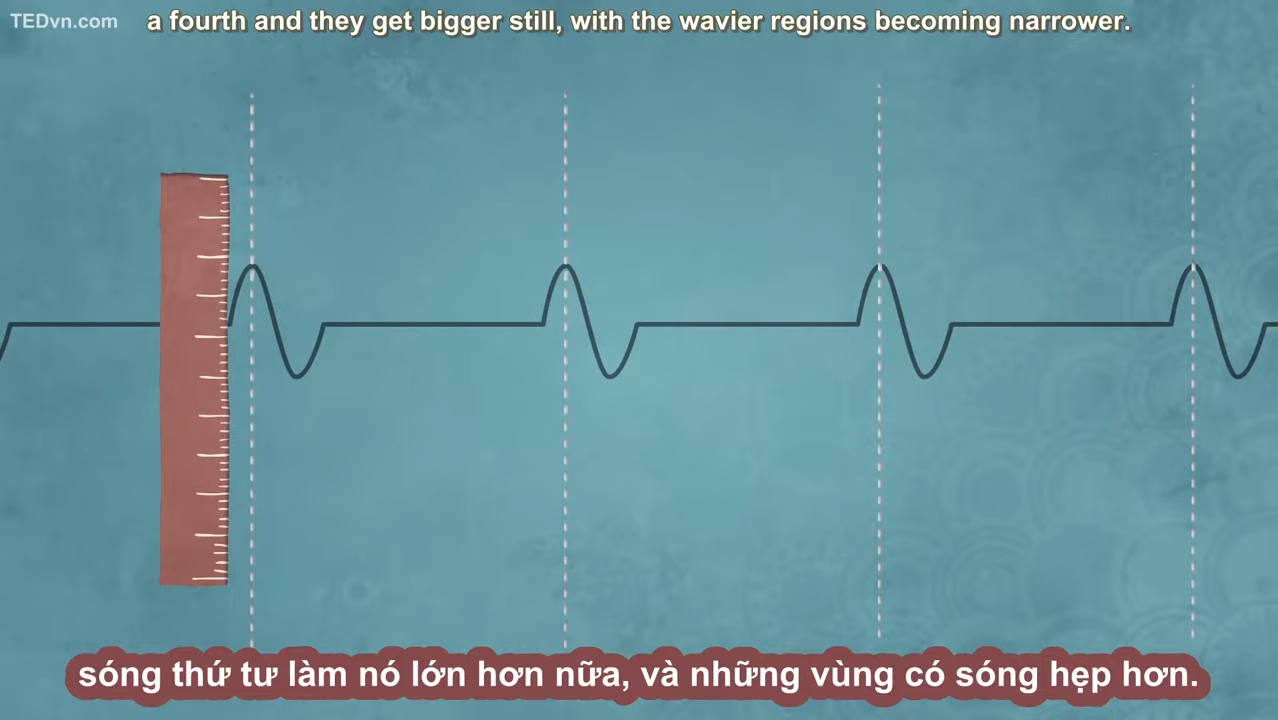 TEDvn.com
a fourth and they get bigger still, with the wavier regions becoming narrower.
sóng thứ tư làm nó lớn hơn nữa, và những vùng có sóng hẹp hơn.